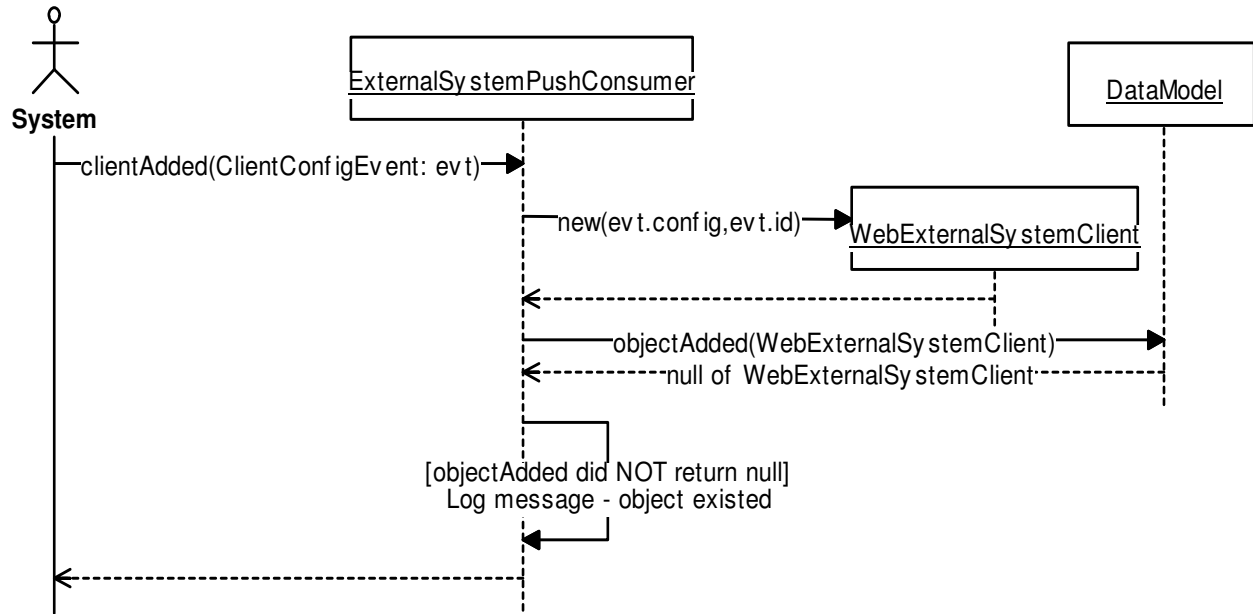 System
ExternalSystemPushConsumer
DataModel
clientAdded(ClientConfigEvent: evt)
new(evt.config,evt.id)
WebExternalSystemClient
objectAdded(WebExternalSystemClient)
null of WebExternalSystemClient
[objectAdded did NOT return null]
Log message - object existed